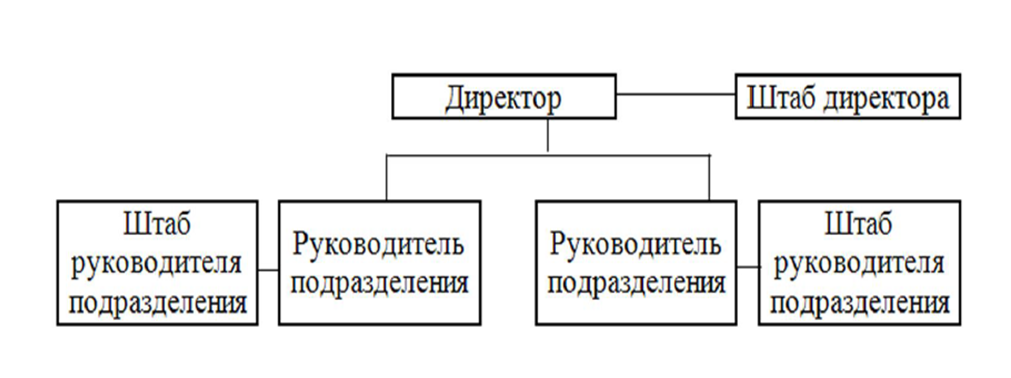 Директор
Штаб директора
Штаб
руководителя
подразделения
Руководитель
подразделения
Руководитель
подразделения
Штаб
руководителя
подразделения